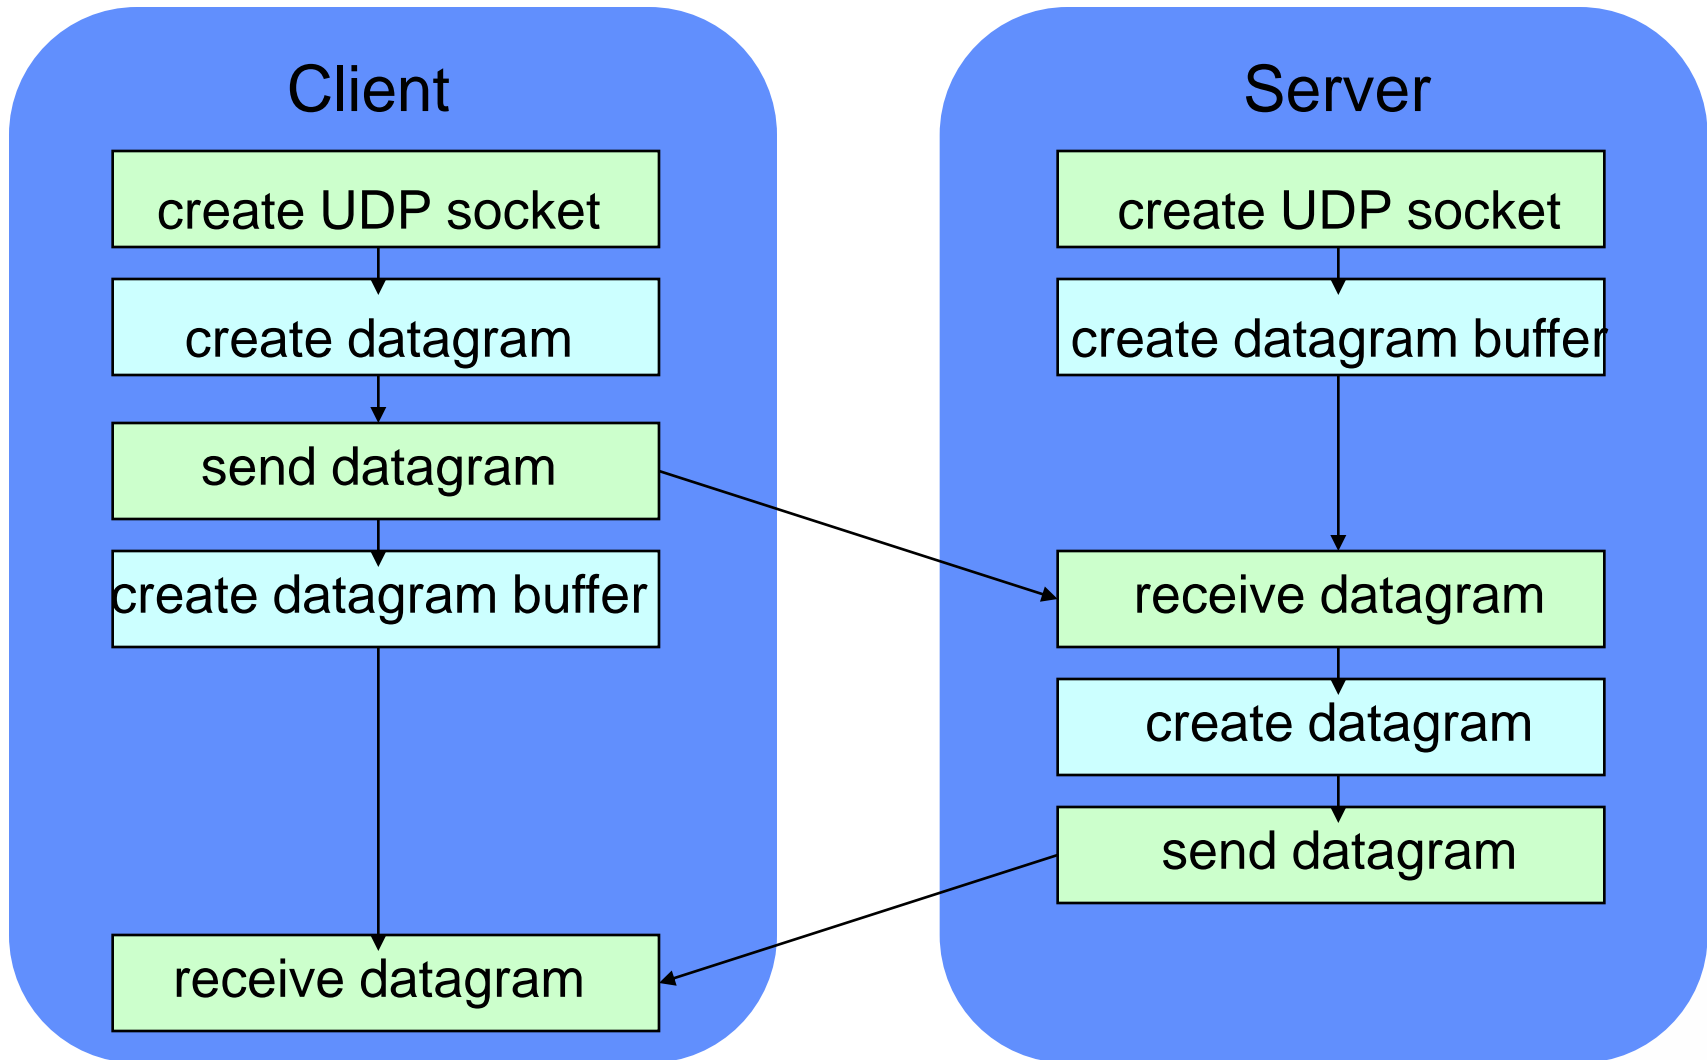 Client
create UDP socket
create datagram
send datagram
create datagram buffer
receive datagram
Server
create UDP socket
create datagram buffer
receive datagram
create datagram
send datagram